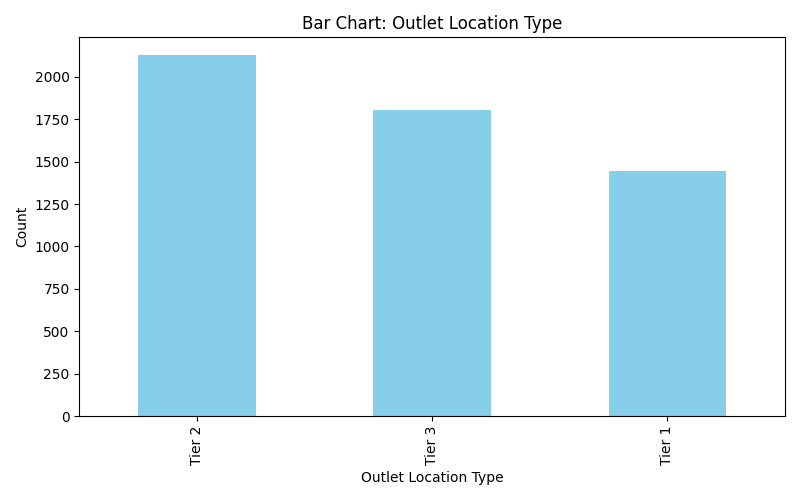 Bar Chart: Outlet Location Type
Count
2000
1750
1500
1250
1000
750
500
250
0
Tier 2
Tier 3
Tier 1
Outlet Location Type